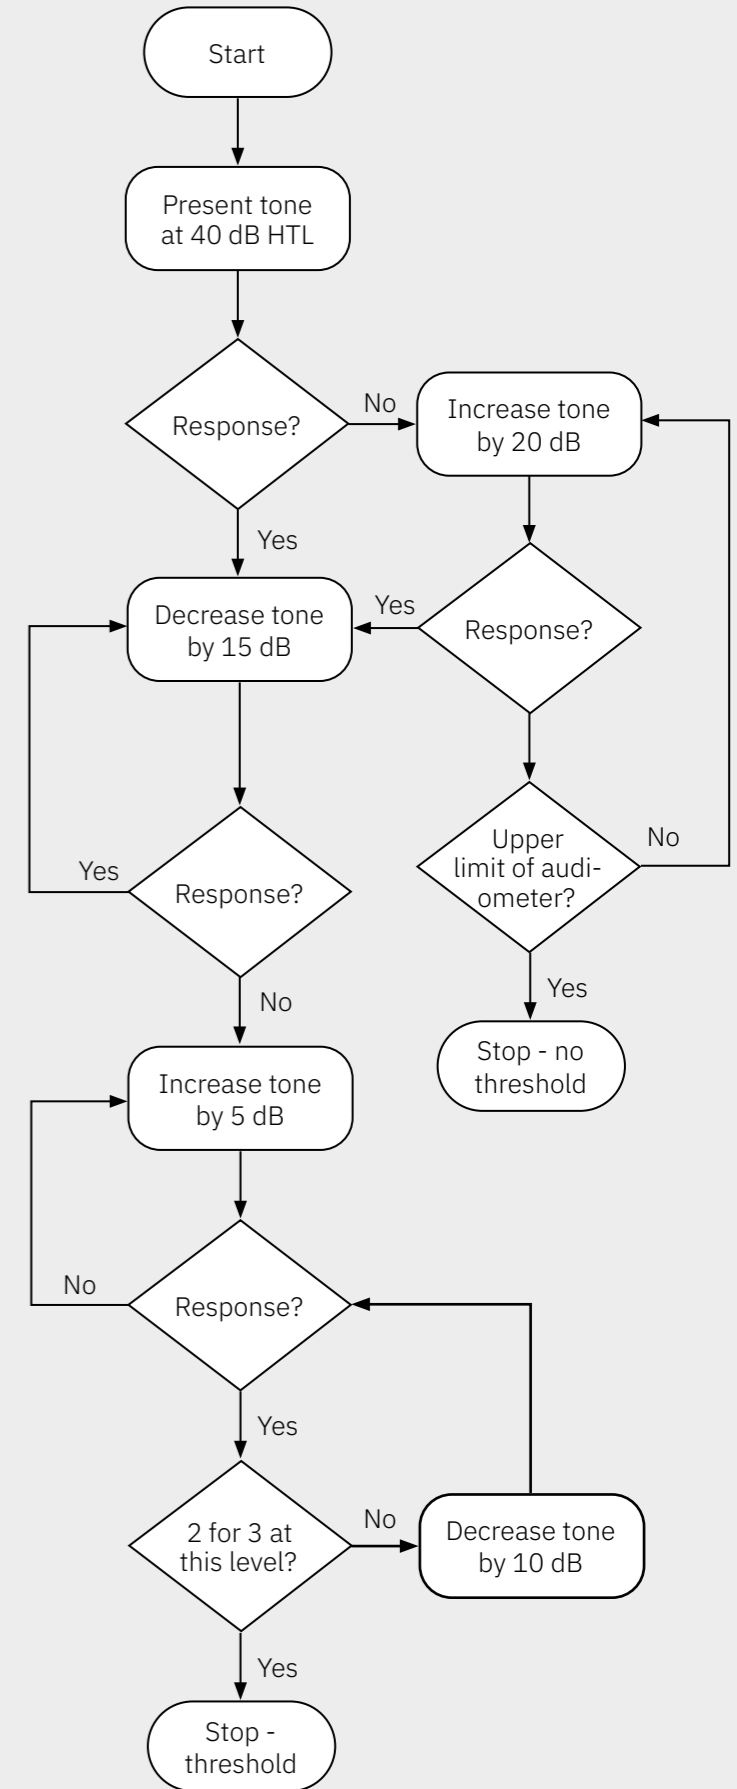 Start
Present tone
at 40 dB HTL
Response?
No
Increase tone
by 20 dB
Yes
Decrease tone
by 15 dB
Yes
Response?
Upper
limit of audi-
ometer?
No
Yes
Response?
Yes
Stop - no
threshold
No
Increase tone
by 5 dB
No
Response?
Yes
2 for 3 at
this level?
No
Decrease tone
by 10 dB
Yes
Stop -
threshold